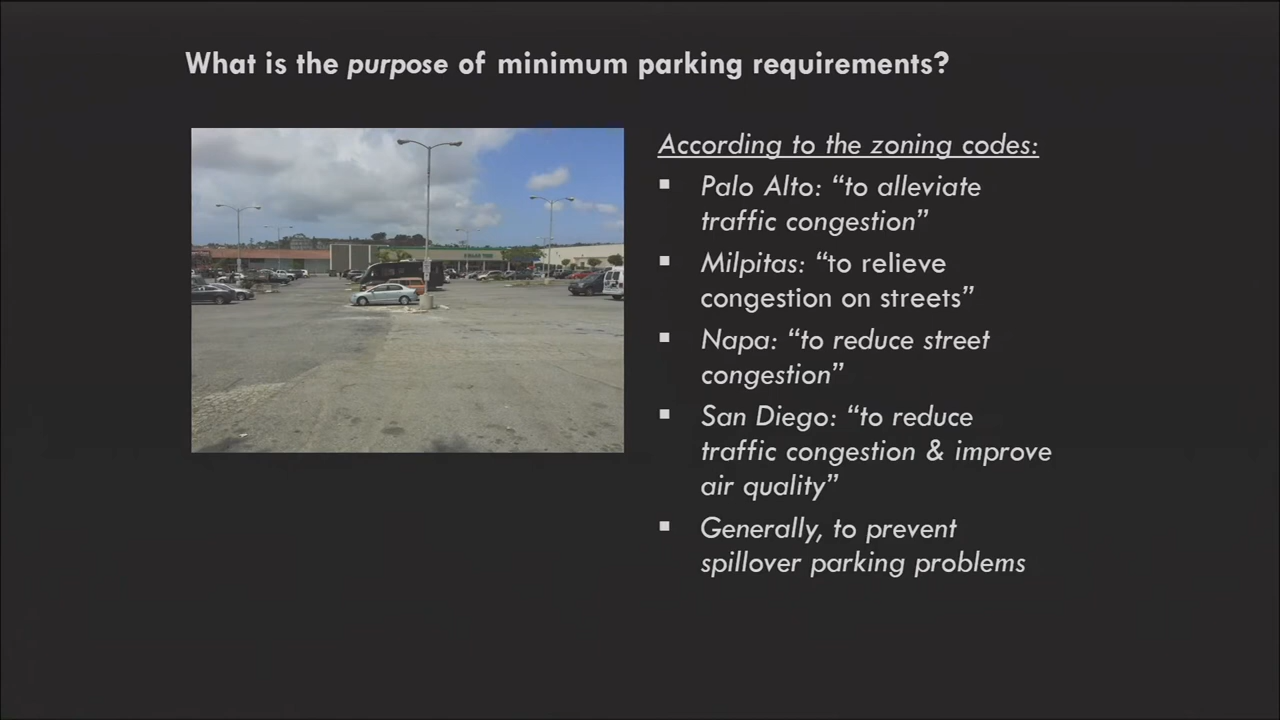 What is the purpose of minimum parking requirements?
According to the zoning codes:
▪ Palo Alto: “to alleviate
traffic congestion”
▪ Milpitas: “to relieve
congestion on streets”
▪ Napa: “to reduce street
congestion”
▪ San Diego: “to reduce
traffic congestion & improve
air quality”
▪ Generally, to prevent
spillover parking problems